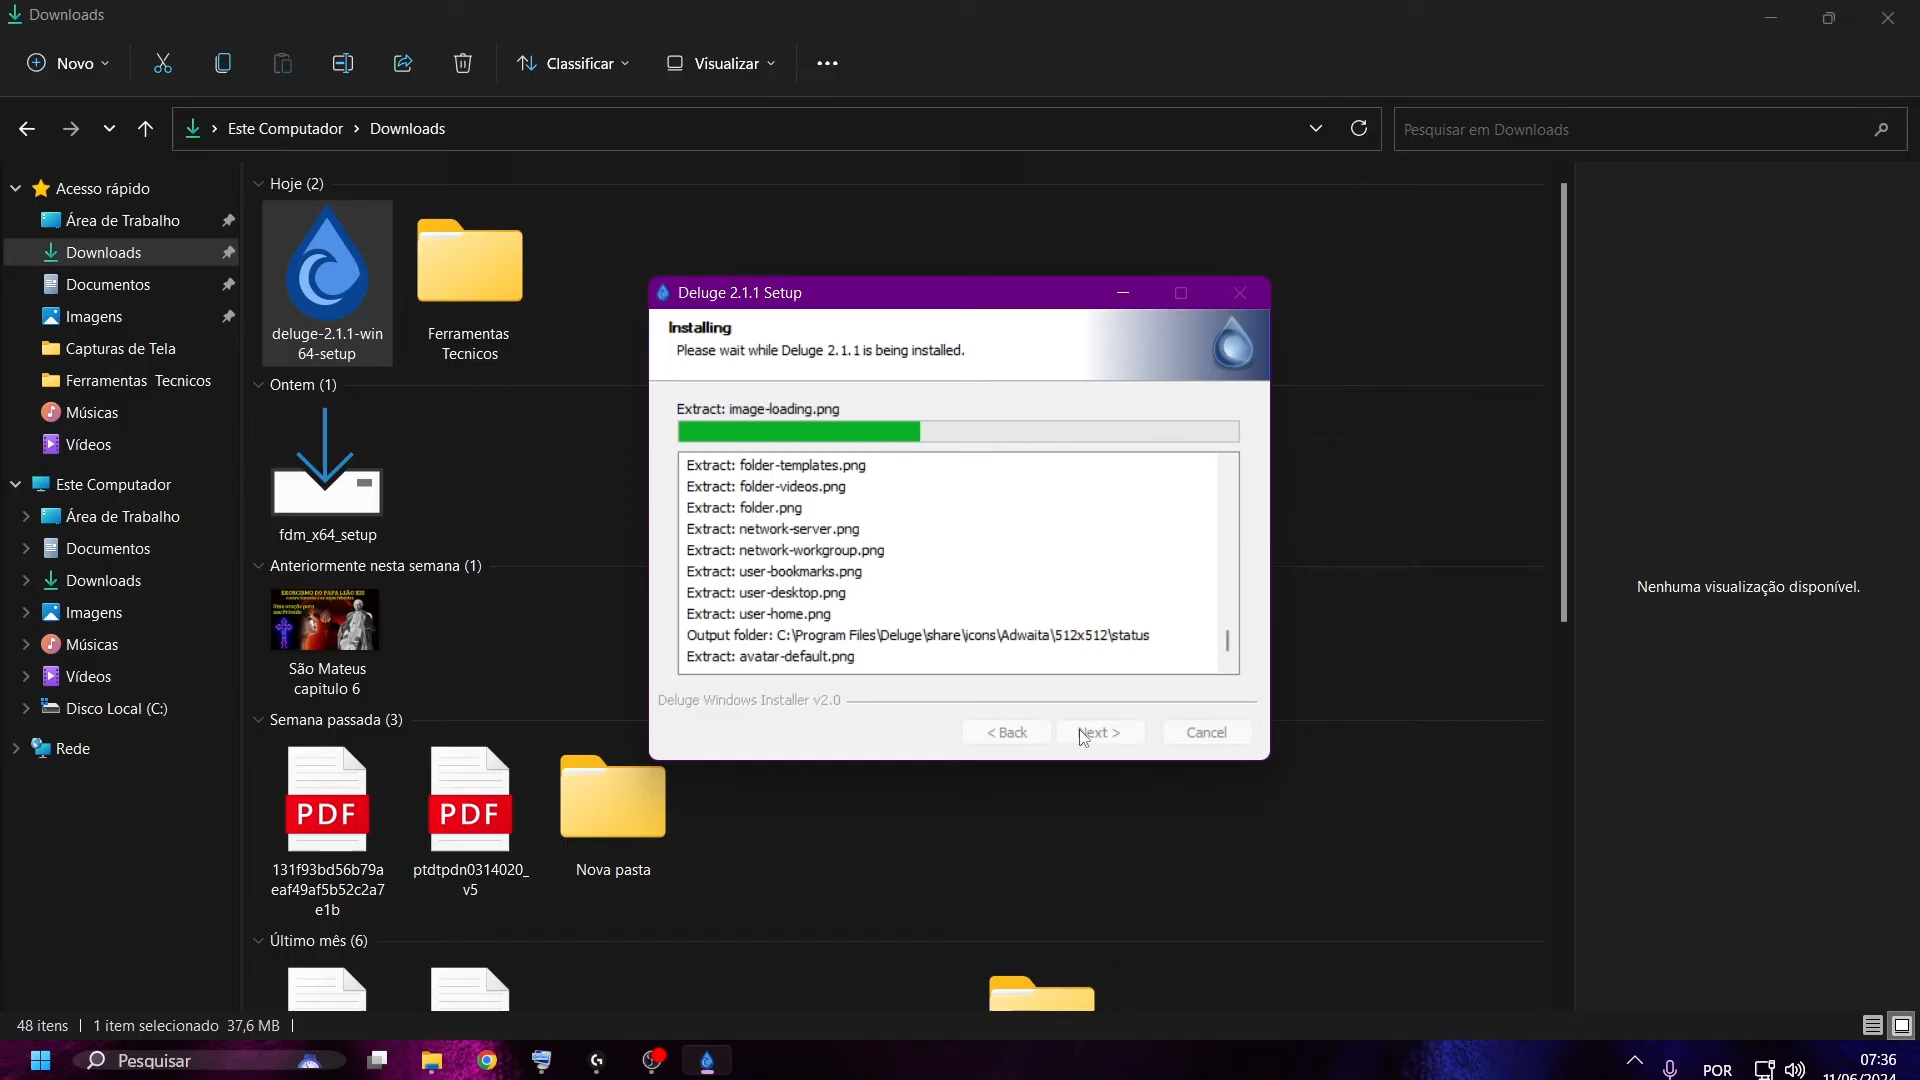 Downloads
Novo
Classificar
Visualizar
Este Computador
Downloads
Pesquisar em Downloads
Acesso rápido
Área de Trabalho
Downloads
Documentos
Imagens
Capturas de Tela
Ferramentas Tecnicos
Músicas
Vídeos
Este Computador
Área de Trabalho
Documentos
Downloads
Imagens
Músicas
Vídeos
Disco Local (C:)
Rede
Hoje (2)
deluge-2.1.1-win
64-setup
Ferramentas
Tecnicos
Ontem (1)
fdm_x64_setup
Anteriormente nesta semana (1)
EXORCISMO DO PAPA LEÃO XIII
São Mateus
capitulo 6
Semana passada (3)
PDF
131f93bd56b79a
eaf49af5b52c2a7
e1b
PDF
ptdtpdn0314020_
v5
Nova pasta
Último mês (6)
Deluge 2.1.1 Setup
Installing
Please wait while Deluge 2.1.1 is being installed.
Extract: image-loading.png
Extract: folder-templates.png
Extract: folder-videos.png
Extract: folder.png
Extract: network-server.png
Extract: network-workgroup.png
Extract: user-bookmarks.png
Extract: user-desktop.png
Extract: user-home.png
Output folder: C:\Program Files\Deluge\share\icons\Adwaita\512x512\status
Extract: avatar-default.png
Deluge Windows Installer v2.0
< Back
Next >
Cancel
Nenhuma visualização disponível.
48 itens
1 item selecionado 37,6 MB
Pesquisar
POR
07:36
11/06/2024